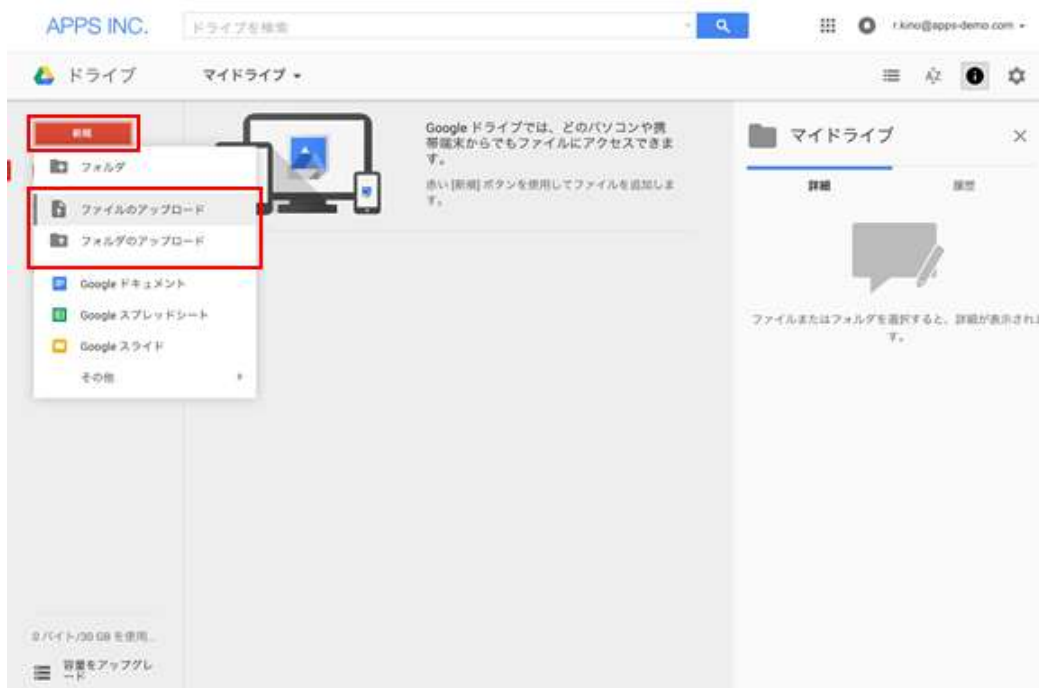 APPS INC.
ドライブを検索
r.kino@apps-demo.com
ドライブ
マイドライブ
AZ
新規
フォルダ
ファイルのアップロード
フォルダのアップロード
Google ドキュメント
Google スプレッドシート
Google スライド
その他
Google ドライブでは、どのパソコンや携
帯端末からでもファイルにアクセスできま
す。
赤い [新規] ボタンを使用してファイルを追加しま
す。
マイドライブ
詳細
履歴
ファイルまたはフォルダを選択すると、詳細が表示されま
す。
0 バイト/30 GB を使用...
容量をアップグレ
ード